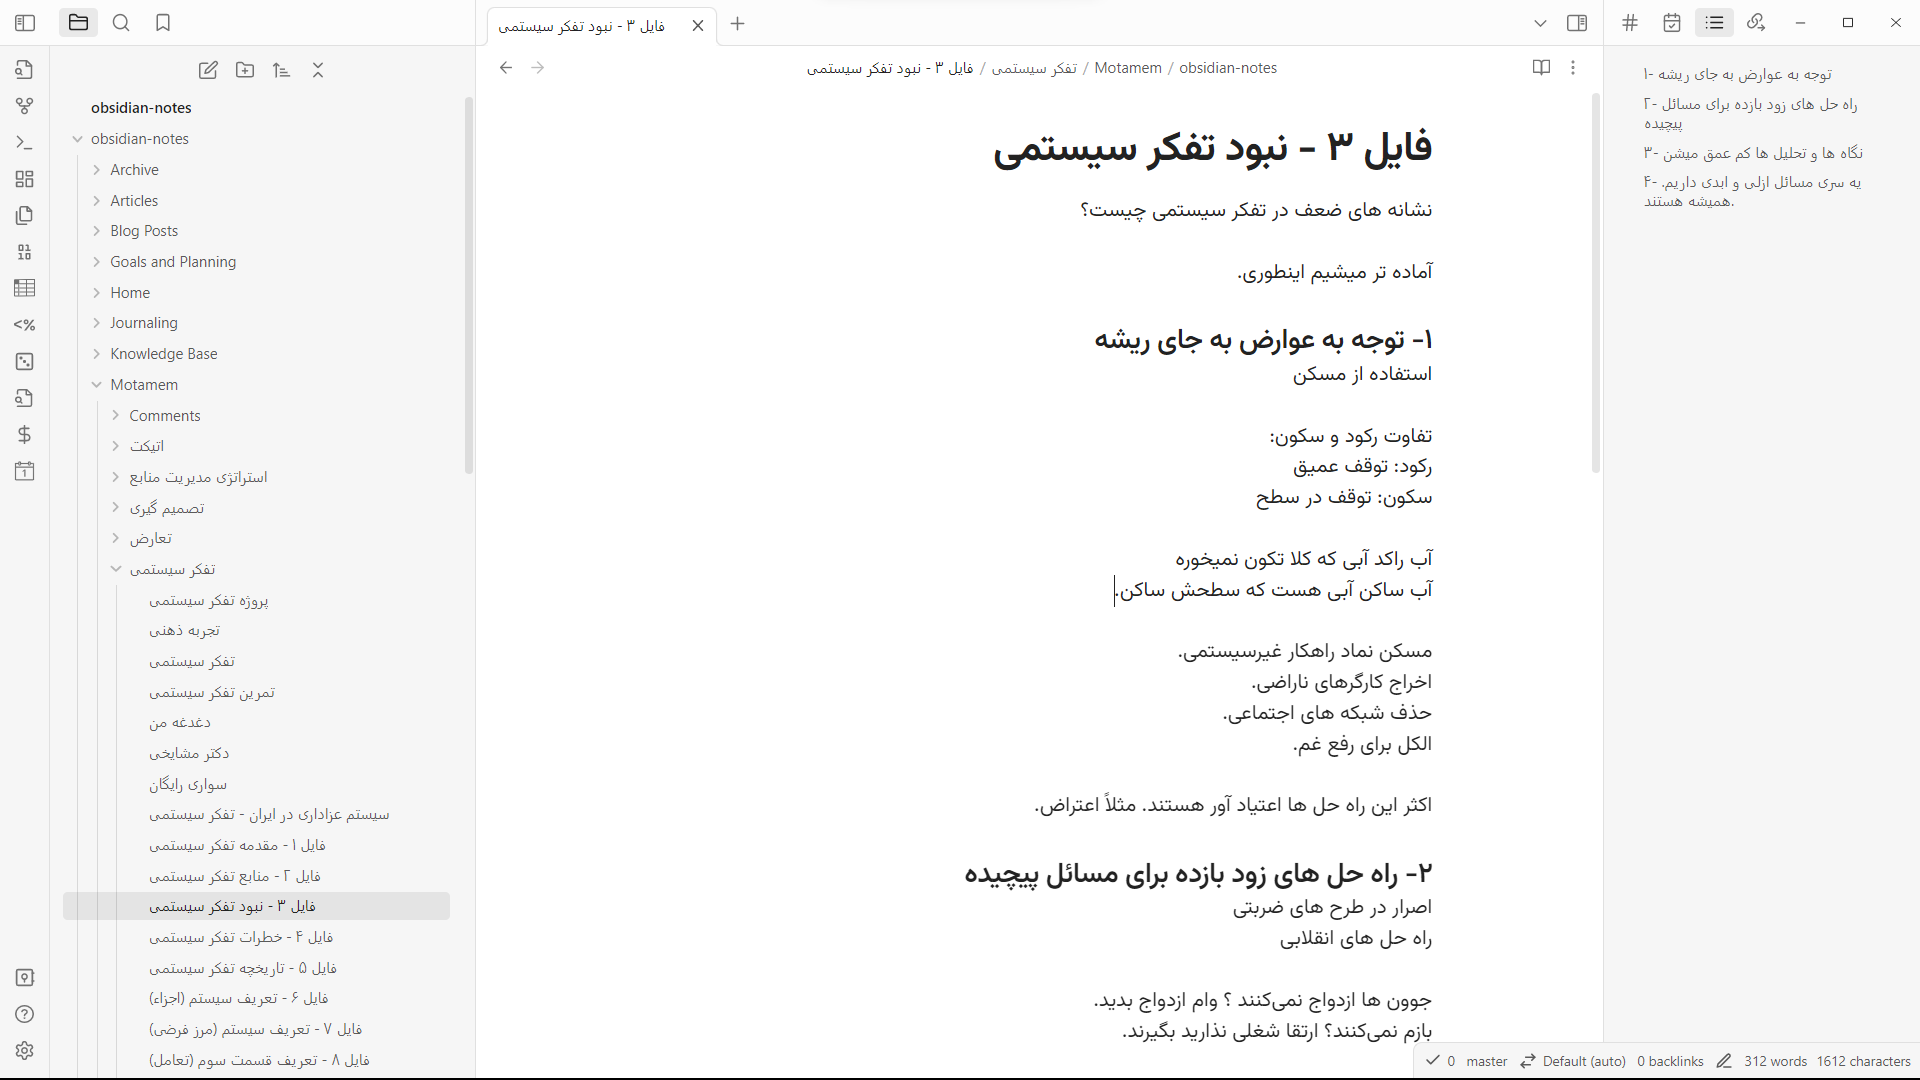 فایل ۳ - نبود تفکر سیستمی
obsidian-notes
obsidian-notes
Archive
Articles
Blog Posts
Goals and Planning
Home
Journaling
Knowledge Base
Motamem
Comments
اتیکت
استراتژی مدیریت منابع
تصمیم گیری
تعارض
تفکر سیستمی
پروژه تفکر سیستمی
تجربه ذهنی
تفکر سیستمی
تمرین تفکر سیستمی
دغدغه من
دکتر مشایخی
سواری رایگان
سیستم عزاداری در ایران - تفکر سیستمی
فایل ۱ - مقدمه تفکر سیستمی
فایل ۲ - منابع تفکر سیستمی
فایل ۳ - نبود تفکر سیستمی
فایل ۴ - خطرات تفکر سیستمی
فایل ۵ - تاریخچه تفکر سیستمی
فایل ۶ - تعریف سیستم (اجزاء)
فایل ۷ - تعریف سیستم (مرز فرضی)
فایل ۸ - تعریف قسمت سوم (تعامل)
obsidian-notes / Motamem / تفکر سیستمی / فایل ۳ - نبود تفکر سیستمی
فایل ۳ - نبود تفکر سیستمی
نشانه های ضعف در تفکر سیستمی چیست؟
آماده تر میشیم اینطوری.
۱- توجه به عوارض به جای ریشه
استفاده از مسکن
تفاوت رکود و سکون:
رکود: توقف عمیق
سکون: توقف در سطح
آب راکد آبی که کلا تکون نمیخوره
آب ساکن آبی هست که سطحش ساکن.
مسکن نماد راهکار غیرسیستمی.
اخراج کارگرهای ناراضی.
حذف شبکه های اجتماعی.
الکل برای رفع غم.
اکثر این راه حل ها اعتیاد آور هستند. مثلاً اعتراض.
۲- راه حل های زود بازده برای مسائل پیچیده
اصرار در طرح های ضربتی
راه حل های انقلابی
جوون ها ازدواج نمی‌کنند ؟ وام ازدواج بدید.
بازم نمی‌کنند؟ ارتقا شغلی نذارید بگیرند.
۱- توجه به عوارض به جای ریشه
۲- راه حل های زود بازده برای مسائل
پیچیده
۳- نگاه ها و تحلیل ها کم عمق میشن
۴- یه سری مسائل ازلی و ابدی داریم.
همیشه هستند.
0 master Default (auto) 0 backlinks 312 words 1612 characters